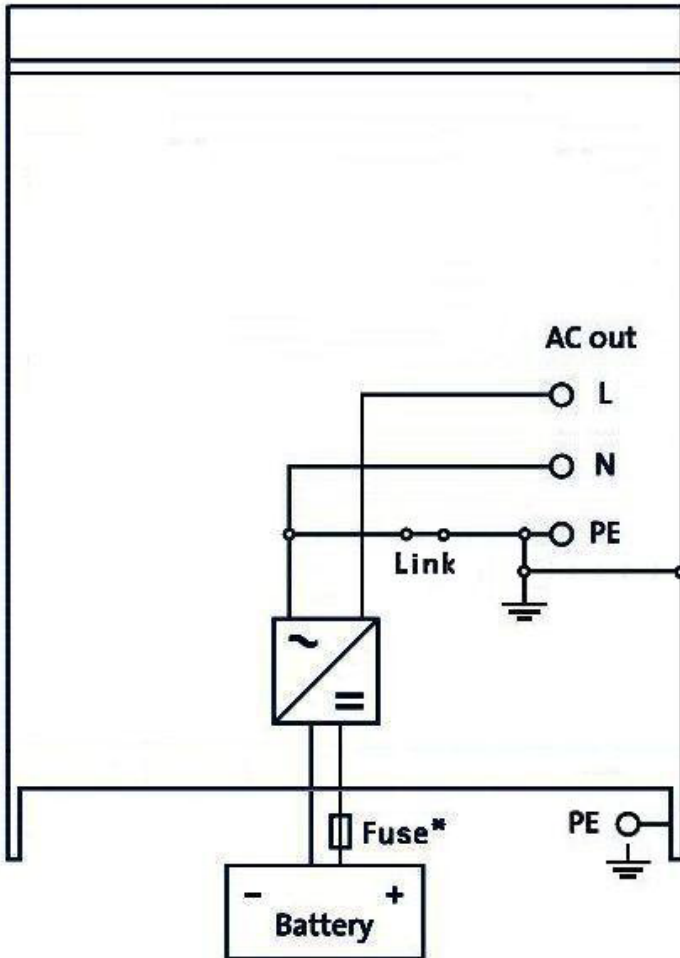 AC out
L
N
PE
Link
~
=
Fuse*
PE
- +
Battery